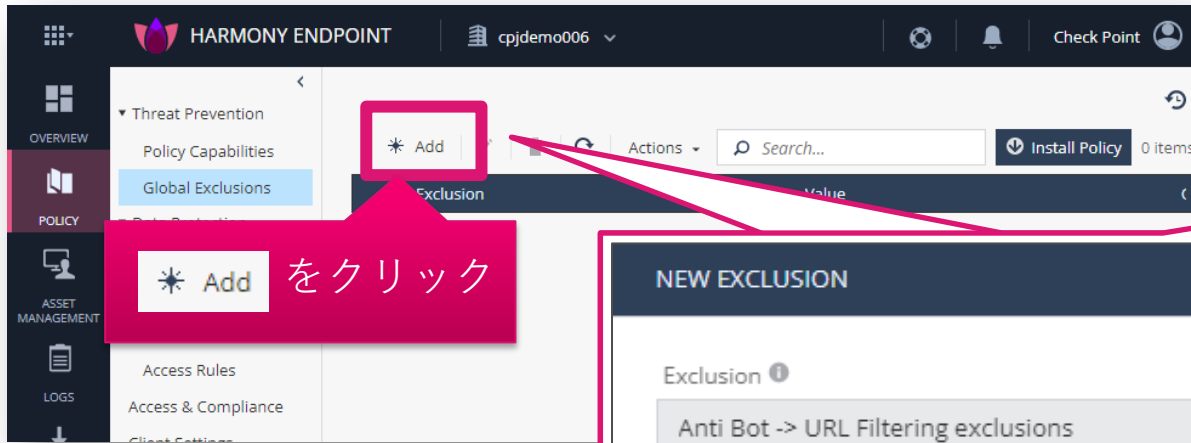 HARMONY ENDPOINT
cpjdemo006
Check Point
OVERVIEW
Threat Prevention
Policy Capabilities
Global Exclusions
Add
Actions
Search...
Install Policy
0 items
Exclusion
Value
POLICY
Add をクリック
NEW EXCLUSION
ASSET
MANAGEMENT
Exclusion
Access Rules
LOGS
Access & Compliance
Anti Bot -> URL Filtering exclusions